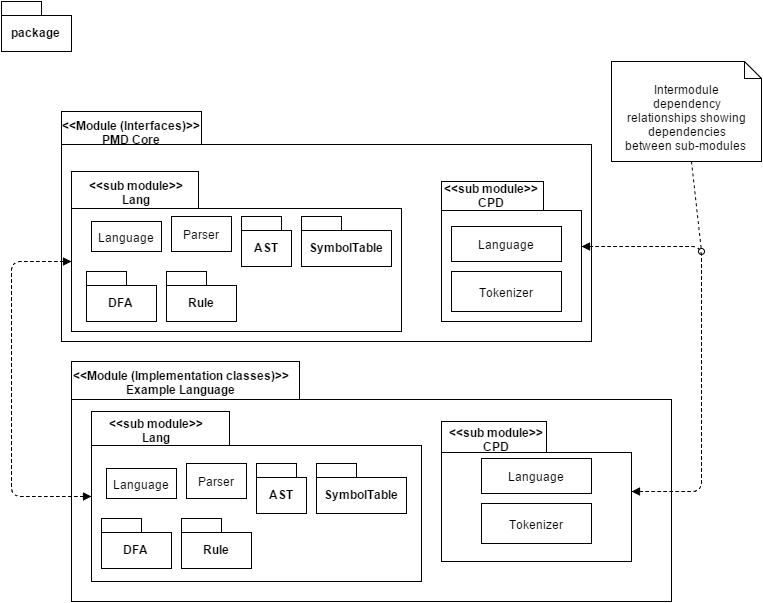 package
Intermodule
dependency
relationships showing
dependencies
between sub-modules
<<Module (Interfaces)>>
PMD Core
<<sub module>>
Lang
Language
Parser
AST
SymbolTable
DFA
Rule
<<sub module>>
CPD
Language
Tokenizer
<<Module (Implementation classes)>>
Example Language
<<sub module>>
Lang
Language
Parser
AST
SymbolTable
DFA
Rule
<<sub module>>
CPD
Language
Tokenizer